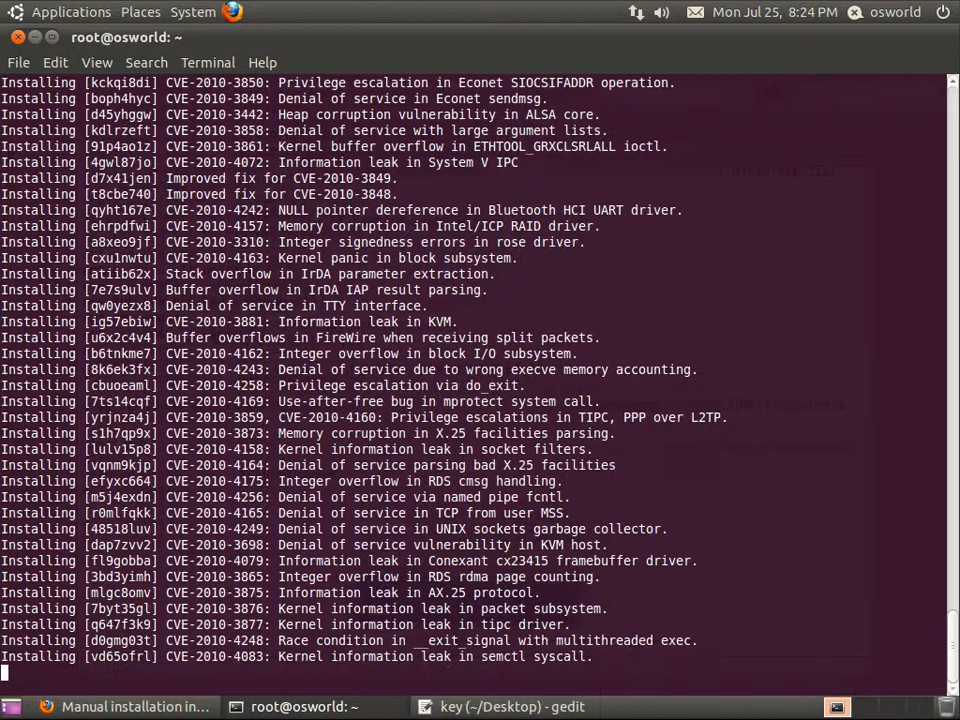 Applications Places System Mon Jul 25, 8:24 PM osworld
root@osworld: ~
File Edit View Search Terminal Help
Installing [kckqi8di] CVE-2010-3850: Privilege escalation in Econet SIOCSIFADDR operation.
Installing [boph4hyc] CVE-2010-3849: Denial of service in Econet sendmsg.
Installing [d45yhggw] CVE-2010-3442: Heap corruption vulnerability in ALSA core.
Installing [kdlrzeft] CVE-2010-3858: Denial of service with large argument lists.
Installing [91p4ao1z] CVE-2010-3861: Kernel buffer overflow in ETHTOOL_GRXCLSRLALL ioctl.
Installing [4gwl87jo] CVE-2010-4072: Information leak in System V IPC
Installing [d7x41jen] Improved fix for CVE-2010-3849.
Installing [t8cbe740] Improved fix for CVE-2010-3848.
Installing [qyht167e] CVE-2010-4242: NULL pointer dereference in Bluetooth HCI UART driver.
Installing [ehrpdfwi] CVE-2010-4157: Memory corruption in Intel/ICP RAID driver.
Installing [a8xeo9jf] CVE-2010-3310: Integer signedness errors in rose driver.
Installing [cxu1nwtu] CVE-2010-4163: Kernel panic in block subsystem.
Installing [atiib62x] Stack overflow in IrDA parameter extraction.
Installing [7e7s9ulv] Buffer overflow in IrDA IAP result parsing.
Installing [qw0yezx8] Denial of service in TTY interface.
Installing [ig57ebiw] CVE-2010-3881: Information leak in KVM.
Installing [u6x2c4v4] Buffer overflows in FireWire when receiving split packets.
Installing [b6tnkme7] CVE-2010-4162: Integer overflow in block I/O subsystem.
Installing [8k6ek3fx] CVE-2010-4243: Denial of service due to wrong execve memory accounting.
Installing [cbuoeaml] CVE-2010-4258: Privilege escalation via do_exit.
Installing [7ts14cqf] CVE-2010-4169: Use-after-free bug in mprotect system call.
Installing [yrjnza4j] CVE-2010-3859, CVE-2010-4160: Privilege escalations in TIPC, PPP over L2TP.
Installing [s1h7qp9x] CVE-2010-3873: Memory corruption in X.25 facilities parsing.
Installing [lulv15p8] CVE-2010-4158: Kernel information leak in socket filters.
Installing [vqnm9kjp] CVE-2010-4164: Denial of service parsing bad X.25 facilities
Installing [efyxc664] CVE-2010-4175: Integer overflow in RDS cmsg handling.
Installing [m5j4exdn] CVE-2010-4256: Denial of service via named pipe fcntl.
Installing [r0mlfqkk] CVE-2010-4165: Denial of service in TCP from user MSS.
Installing [48518luv] CVE-2010-4249: Denial of service in UNIX sockets garbage collector.
Installing [dap7zvv2] CVE-2010-3698: Denial of service vulnerability in KVM host.
Installing [fl9gobba] CVE-2010-4079: Information leak in Conexant cx23415 framebuffer driver.
Installing [3bd3yimh] CVE-2010-3865: Integer overflow in RDS rdma page counting.
Installing [mlgc8omv] CVE-2010-3875: Information leak in AX.25 protocol.
Installing [7byt35gl] CVE-2010-3876: Kernel information leak in packet subsystem.
Installing [q647f3k9] CVE-2010-3877: Kernel information leak in tipc driver.
Installing [d0gmg03t] CVE-2010-4248: Race condition in __exit_signal with multithreaded exec.
Installing [vd65ofrl] CVE-2010-4083: Kernel information leak in semctl syscall.
Manual installation in... root@osworld: ~ key (~/Desktop) - gedit